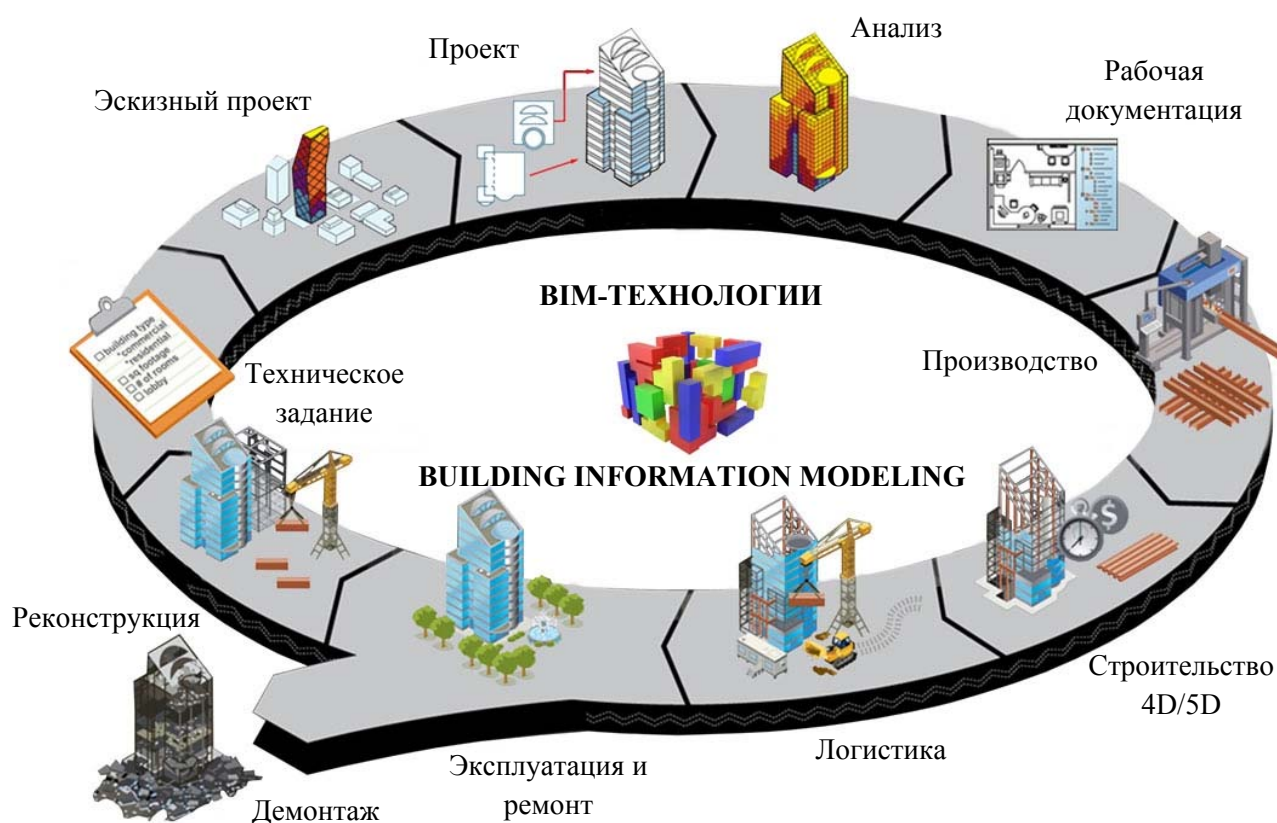 Проект
Анализ
Эскизный проект
Рабочая
документация
BIM-ТЕХНОЛОГИИ
Производство
□ building type
*commercial
*residential
□ sq footage
□ # of rooms
□ lobby
Техническое
задание
BUILDING INFORMATION MODELING
$
Реконструкция
Строительство
4D/5D
Логистика
Эксплуатация и
ремонт
Демонтаж